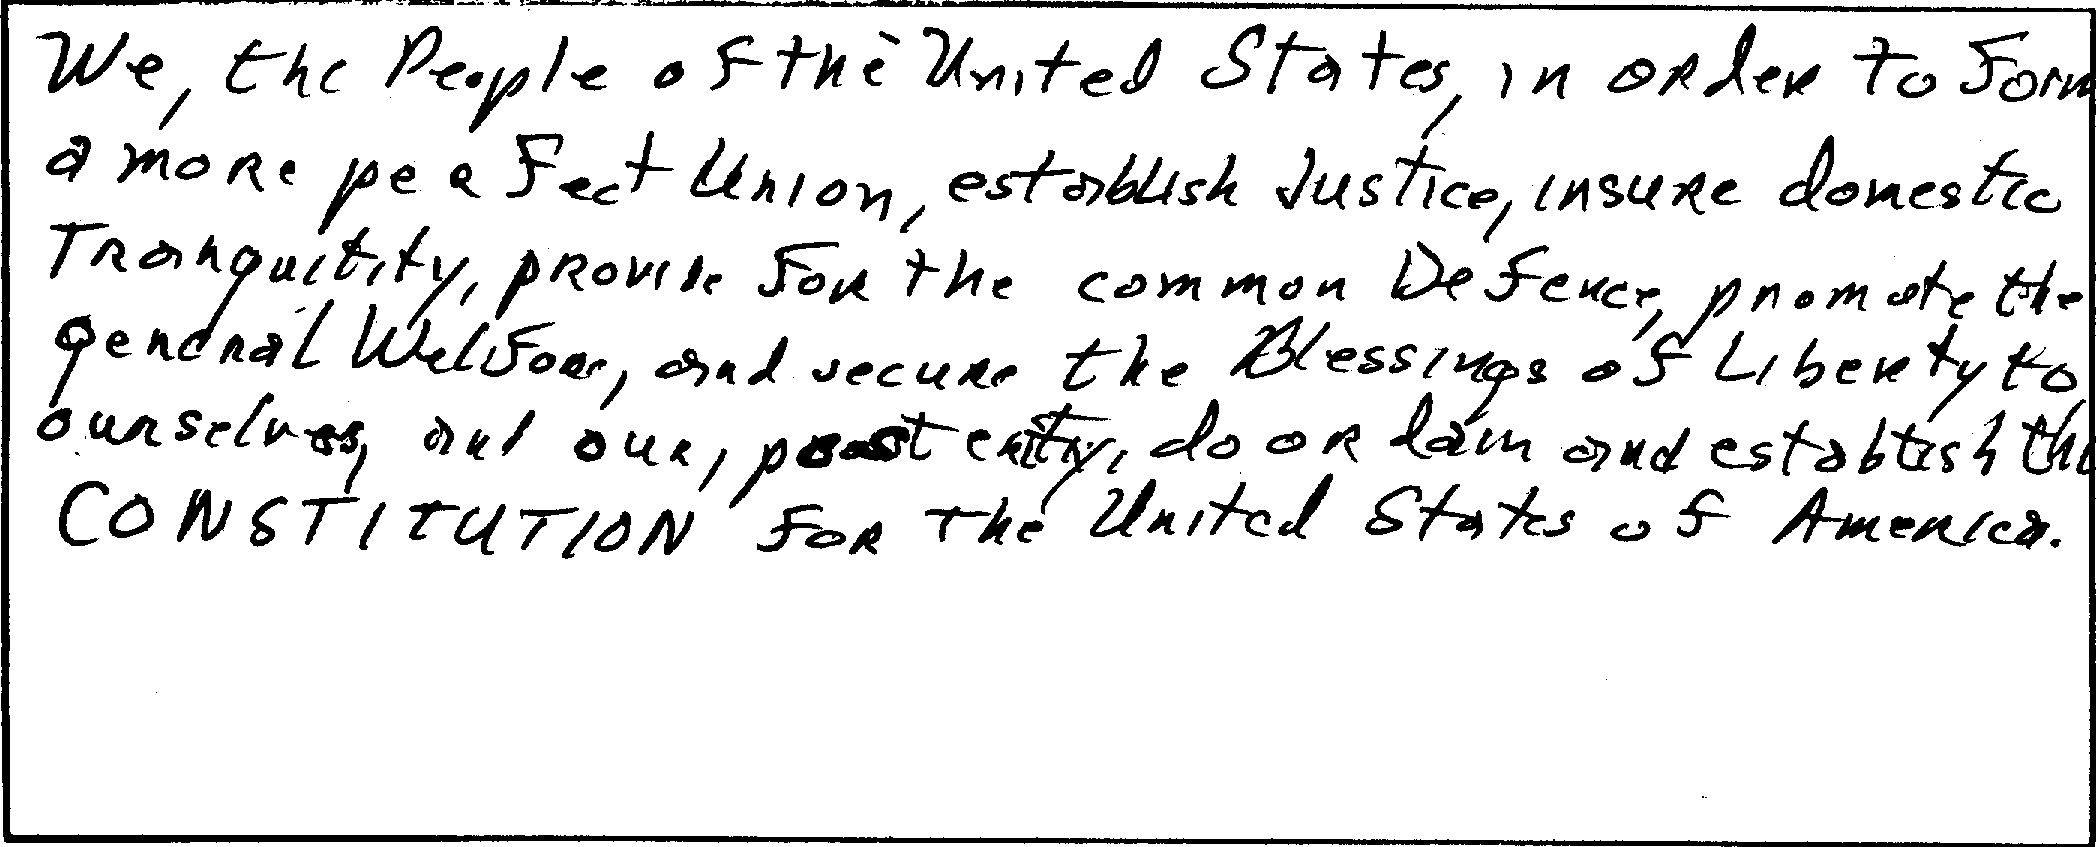 We, the People of the United States, in order to form
a more perfect Union, establish Justice, insure domestic
Tranquitity, provide for the common Defence, promote the
general Welfare, and secure the Blessings of Liberty to
ourselves, and our, posterity, do ordain and establish the
CONSTITUTION for the United States of America.